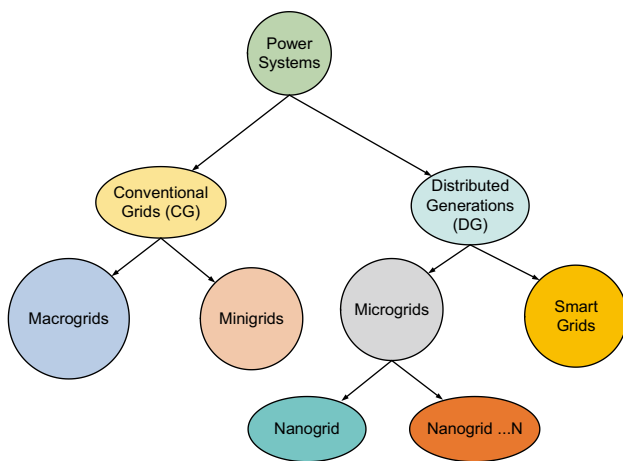 Power
Systems
Conventional
Grids (CG)
Distributed
Generations
(DG)
Macrogrids
Minigrids
Microgrids
Smart
Grids
Nanogrid
Nanogrid ...N